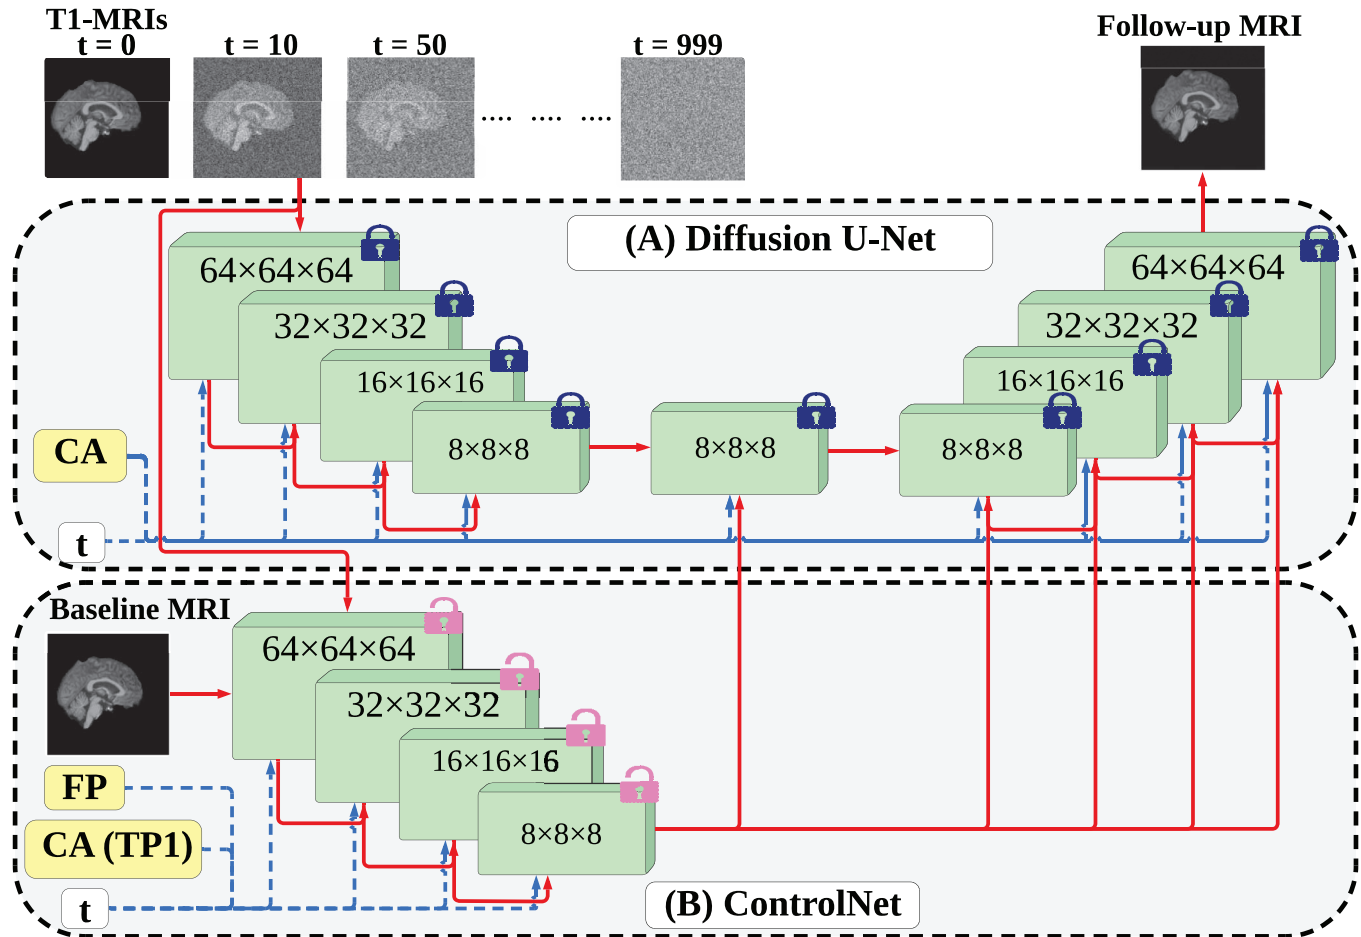 T1-MRIs
t = 0
t = 10
t = 50
.... .... ....
t = 999
Follow-up MRI
(A) Diffusion U-Net
64×64×64
32×32×32
16×16×16
8×8×8
8×8×8
64×64×64
32×32×32
16×16×16
8×8×8
CA
t
Baseline MRI
64×64×64
32×32×32
16×16×16
8×8×8
FP
CA (TP1)
t
(B) ControlNet